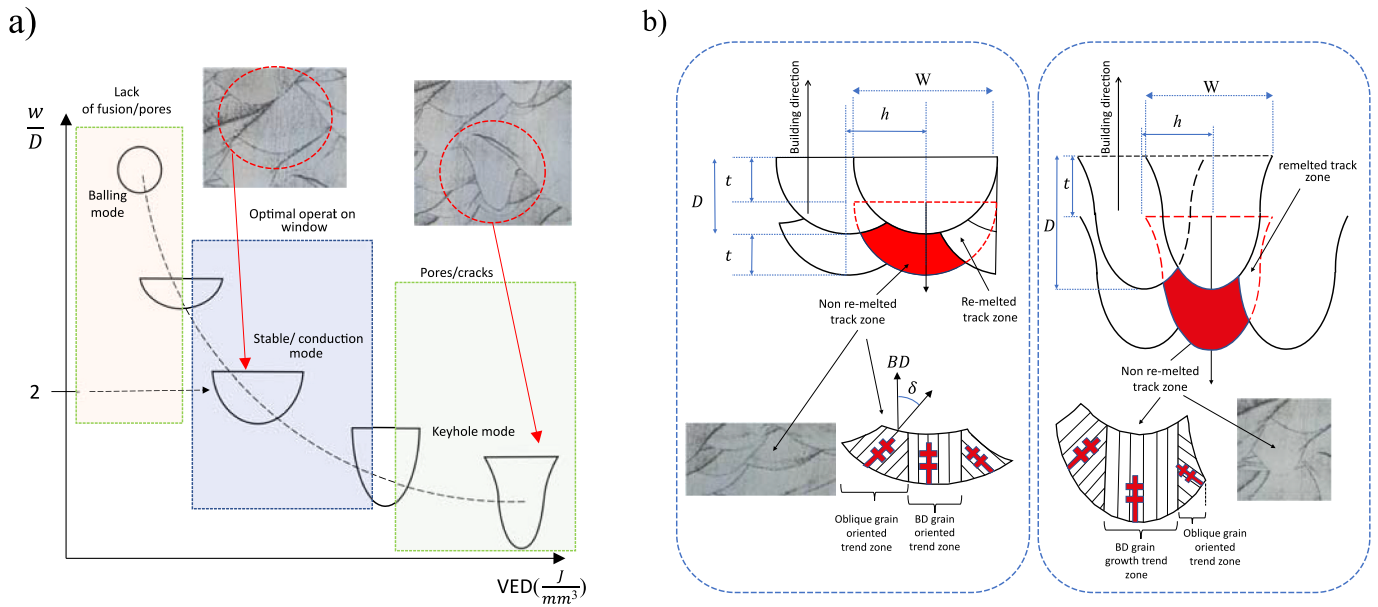 a)
Lack
of fusion/pores
w
D
Balling
mode
Optimal operat on
window
Pores/cracks
Stable/ conduction
mode
2
Keyhole mode
VED(J/mm³)
b)
Building direction
W
h
t
D
t
Non re-melted
track zone
Re-melted
track zone
BD
δ
Oblique grain
oriented
trend zone
BD grain
oriented
trend zone
Building direction
W
h
t
D
remelted track
zone
Non re-melted
track zone
BD grain
growth trend
zone
Oblique grain
oriented
trend zone